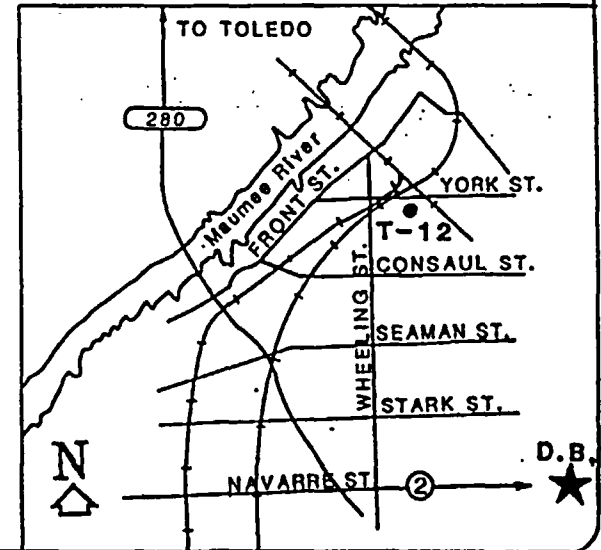 TO TOLEDO
280
Maumee River
FRONT ST.
YORK ST.
T-12
CONSAUL ST.
WHEELING ST.
SEAMAN ST.
STARK ST.
D.B.
N
NAVARRE ST.
2